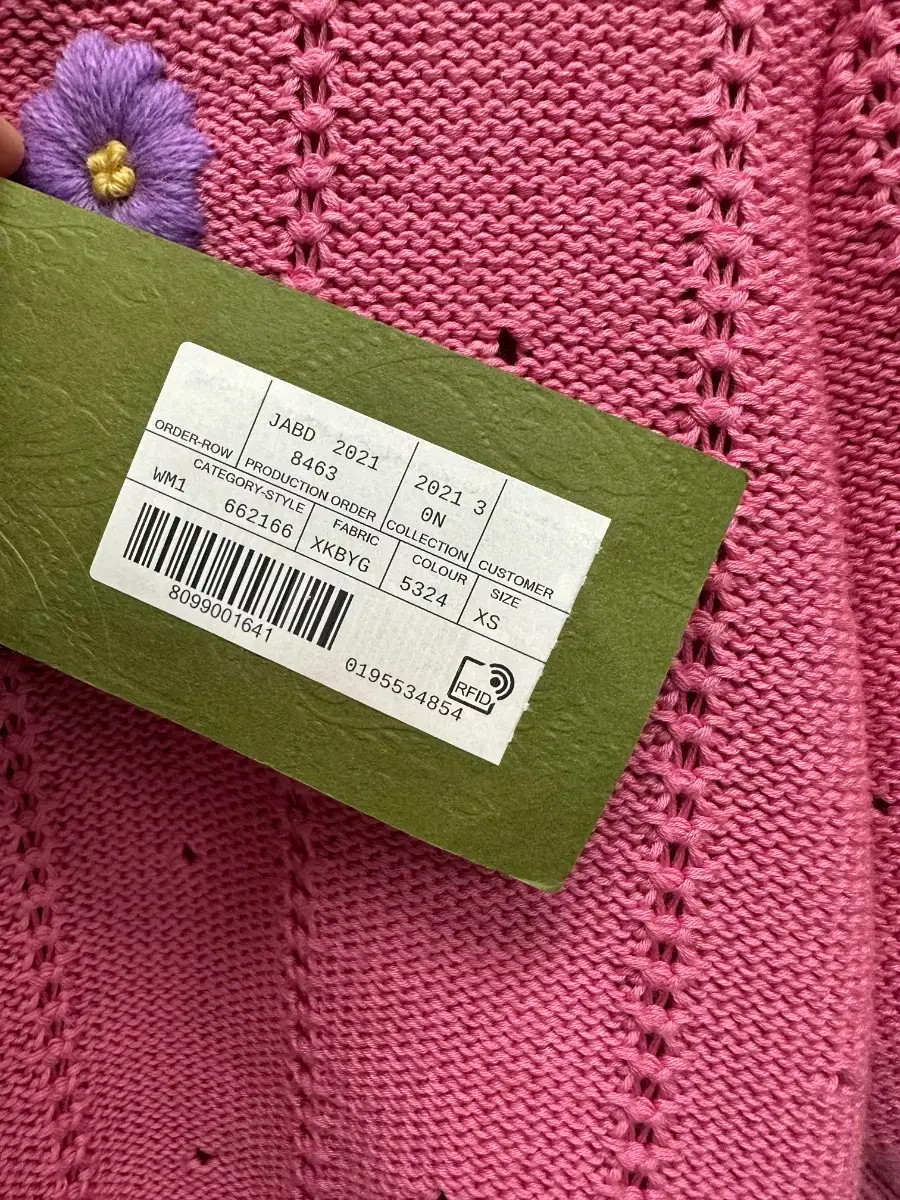 JABD 2021 2021 3
8463 0N
ORDER-ROW PRODUCTION ORDER COLLECTION CUSTOMER
CATEGORY-STYLE FABRIC COLOUR SIZE
WM1 662166 XKBYG 5324 XS
8099001641
0195534854
RFID